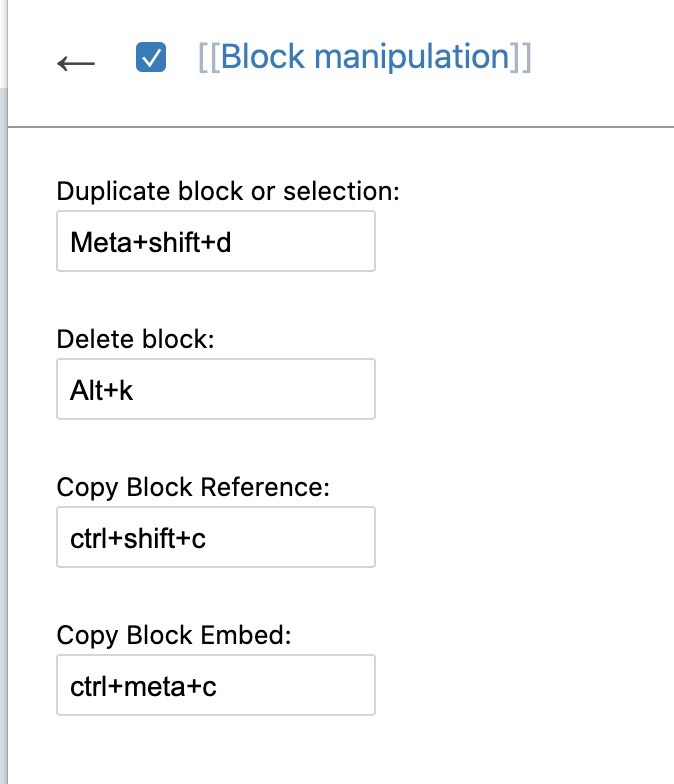 ← [[Block manipulation]]
Duplicate block or selection:
Meta+shift+d
Delete block:
Alt+k
Copy Block Reference:
ctrl+shift+c
Copy Block Embed:
ctrl+meta+c